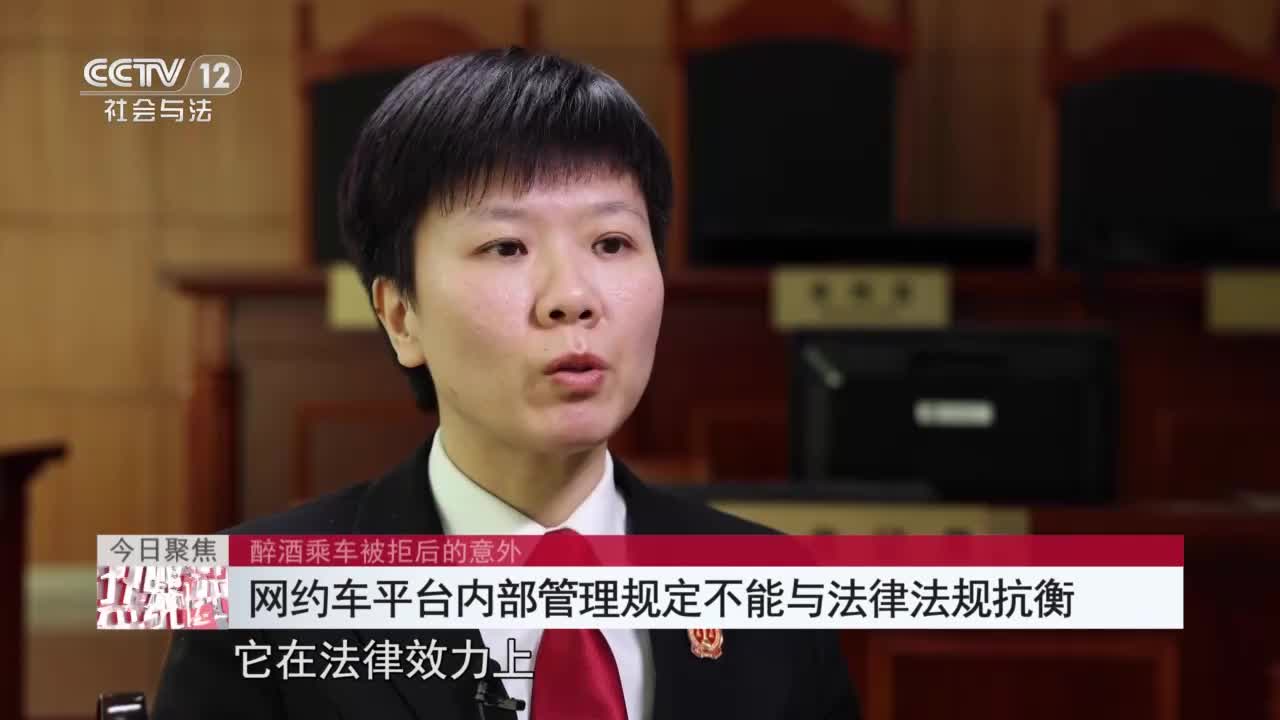 CCTV 12
社会与法
今日聚焦
醉酒乘车被拒后的意外
网约车平台内部管理规定不能与法律法规抗衡
它在法律效力上